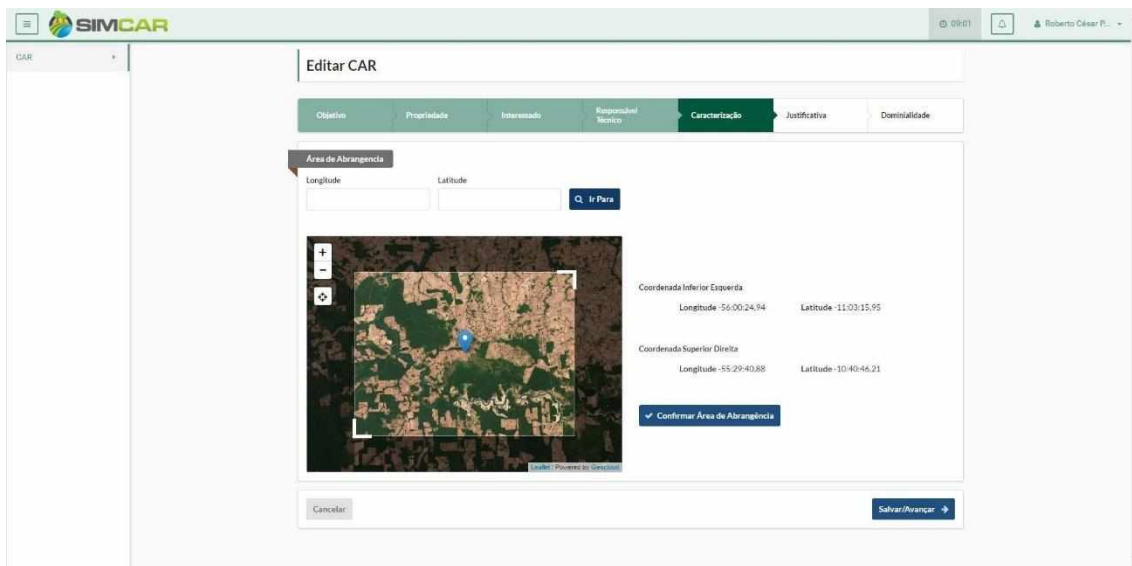 SIMCAR
09:01
Roberto César P...
CAR
Editar CAR
Objetivo
Propriedade
Interessado
Responsável
Técnico
Caracterização
Justificativa
Dominialidade
Área de Abrangencia
Longitude
Latitude
Ir Para
+
−
Coordenada Inferior Esquerda
Longitude -56:00:24,94 Latitude -11:03:15,95
Coordenada Superior Direita
Longitude -55:29:40,88 Latitude -10:40:46,21
Confirmar Área de Abrangência
Leaflet | Powered by Geocloud
Cancelar
Salvar/Avançar